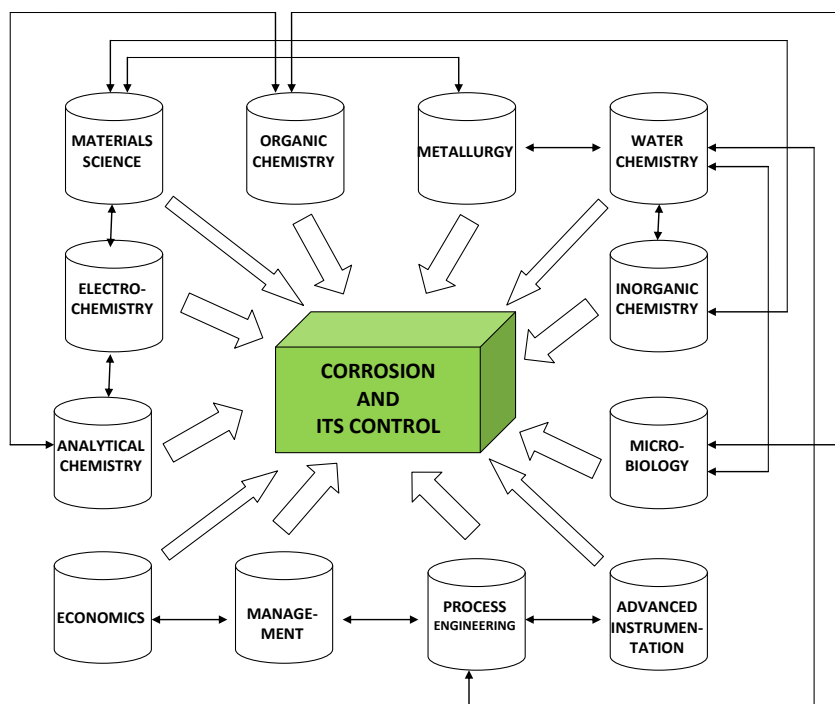 MATERIALS
SCIENCE
ORGANIC
CHEMISTRY
METALLURGY
WATER
CHEMISTRY
ELECTRO-
CHEMISTRY
INORGANIC
CHEMISTRY
CORROSION
AND
ITS CONTROL
ANALYTICAL
CHEMISTRY
MICRO-
BIOLOGY
ECONOMICS
MANAGE-
MENT
PROCESS
ENGINEERING
ADVANCED
INSTRUMEN-
TATION